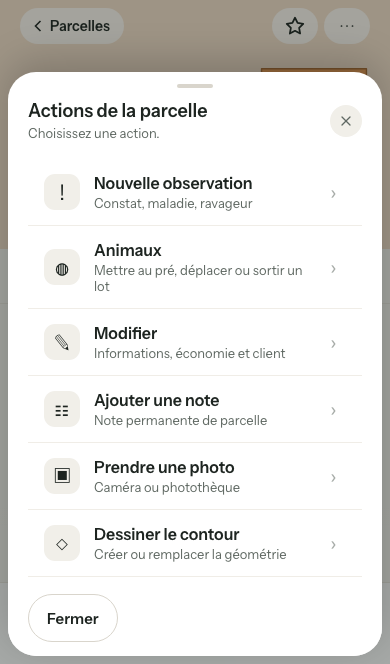 Parcelles
Actions de la parcelle
Choisissez une action.
Nouvelle observation
Constat, maladie, ravageur
Animaux
Mettre au pré, déplacer ou sortir un
lot
Modifier
Informations, économie et client
Ajouter une note
Note permanente de parcelle
Prendre une photo
Caméra ou photothèque
Dessiner le contour
Créer ou remplacer la géométrie
Fermer